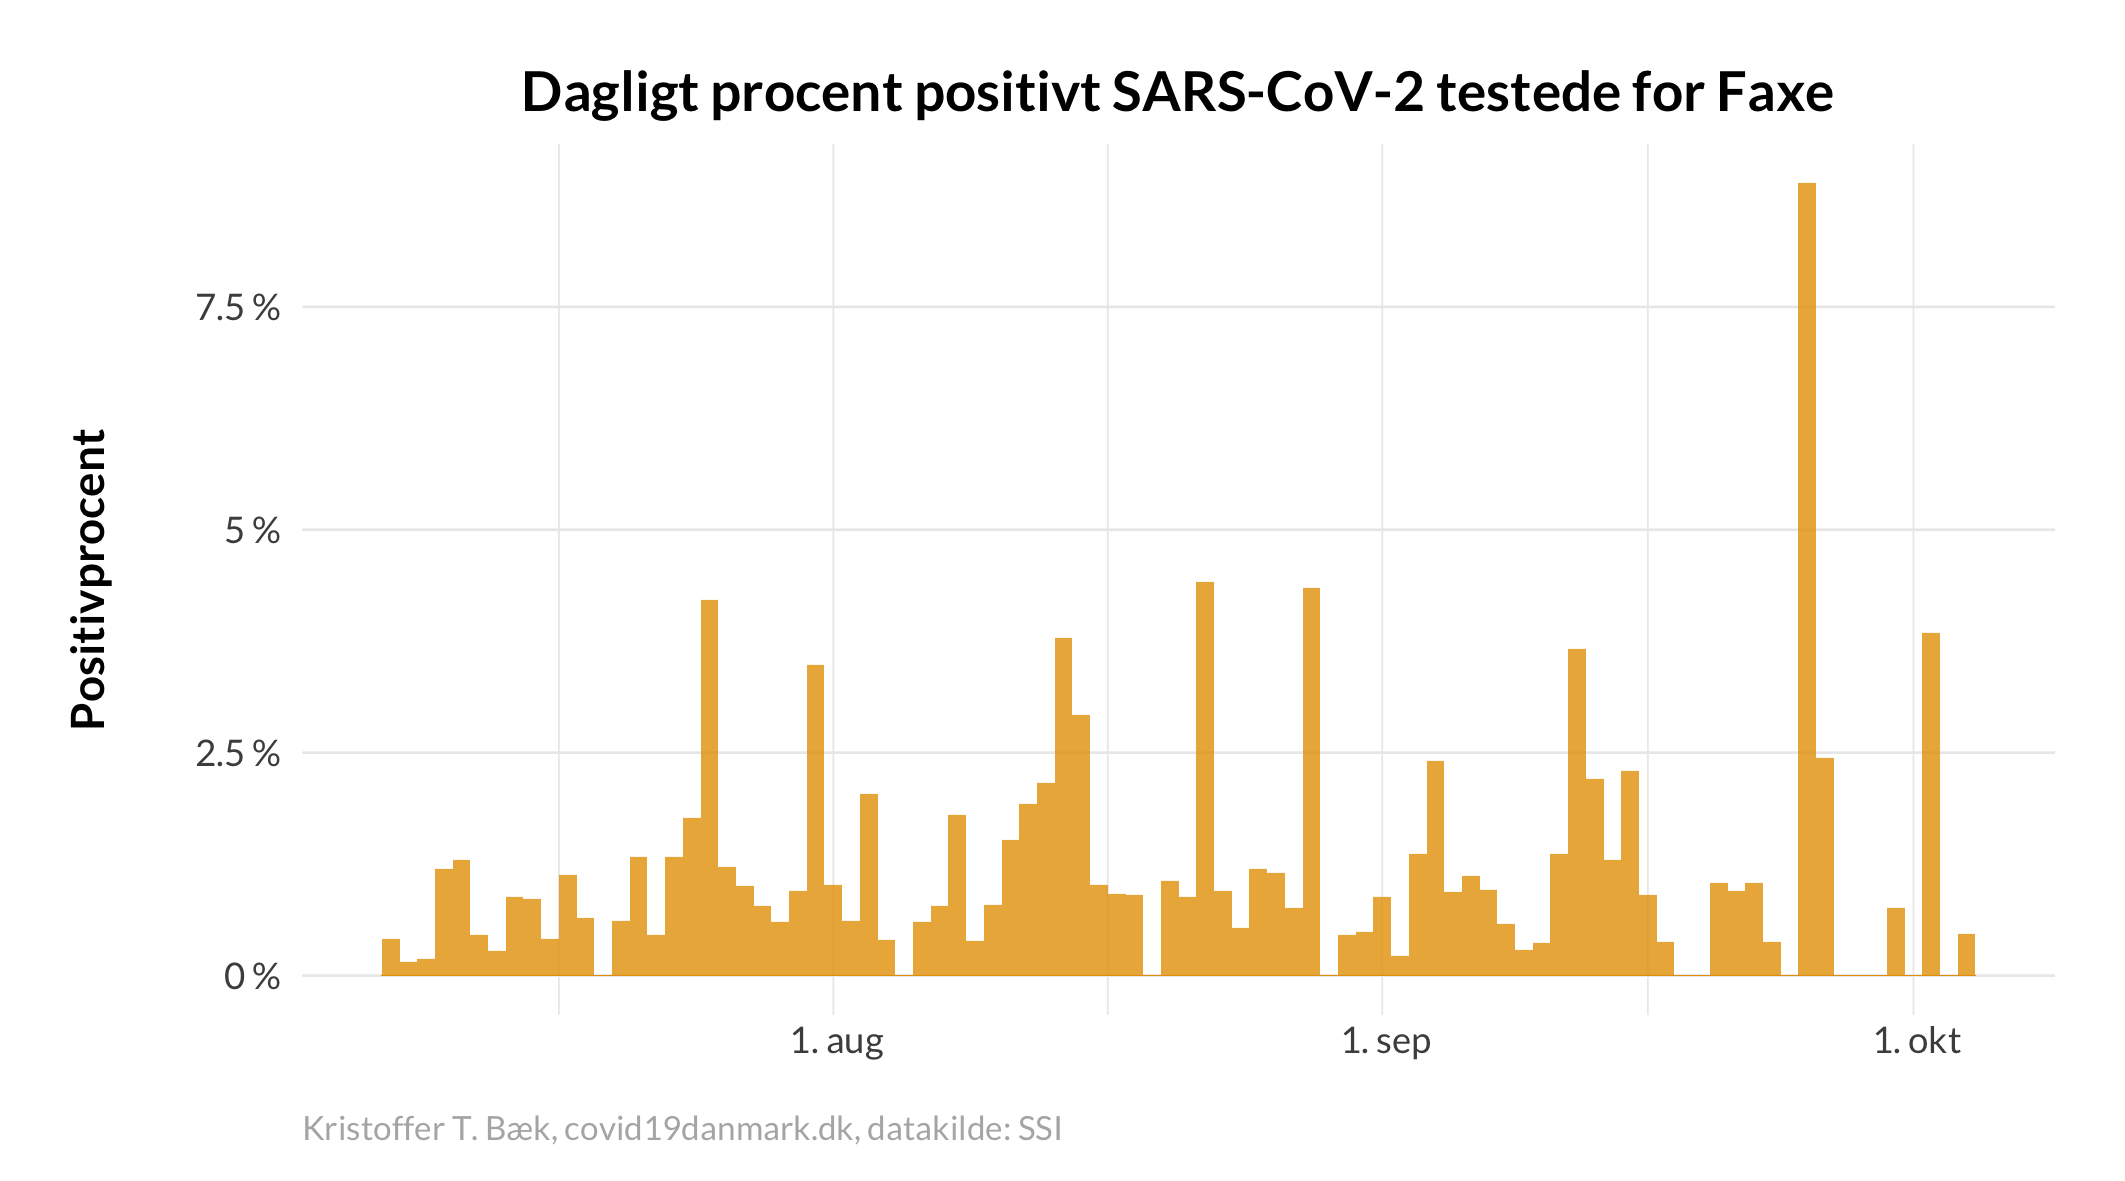 Dagligt procent positivt SARS-CoV-2 testede for Faxe
Positivprocent
7.5 %
5 %
2.5 %
0 %
1. aug
1. sep
1. okt
Kristoffer T. Bæk, covid19danmark.dk, datakilde: SSI